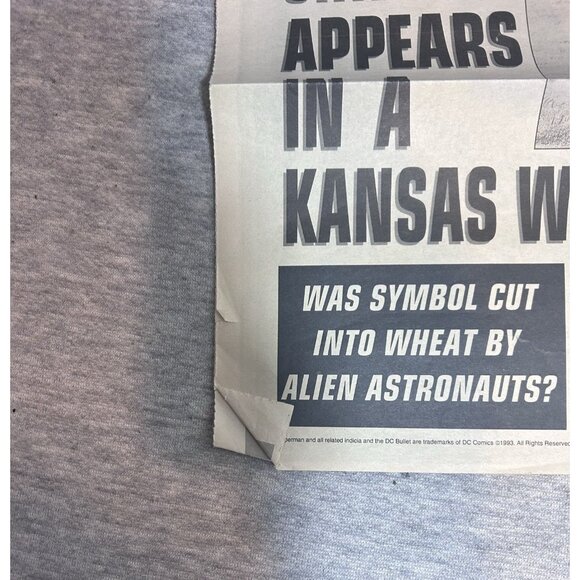 APPEARS
IN A
KANSAS W
WAS SYMBOL CUT
INTO WHEAT BY
ALIEN ASTRONAUTS?
perman and all related indicia and the DC Bullet are trademarks of DC Comics ©1993. All Rights Reserved